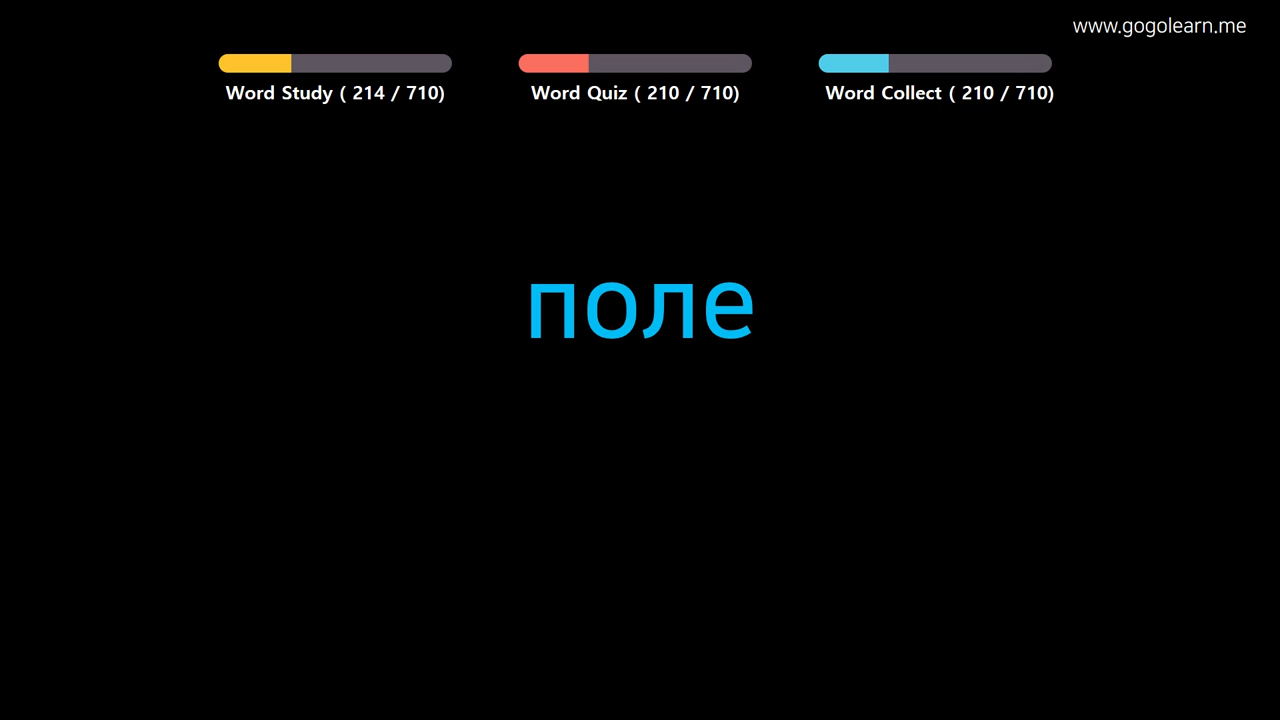 www.gogolearn.me
Word Study ( 214 / 710)
Word Quiz ( 210 / 710)
Word Collect ( 210 / 710)
поле